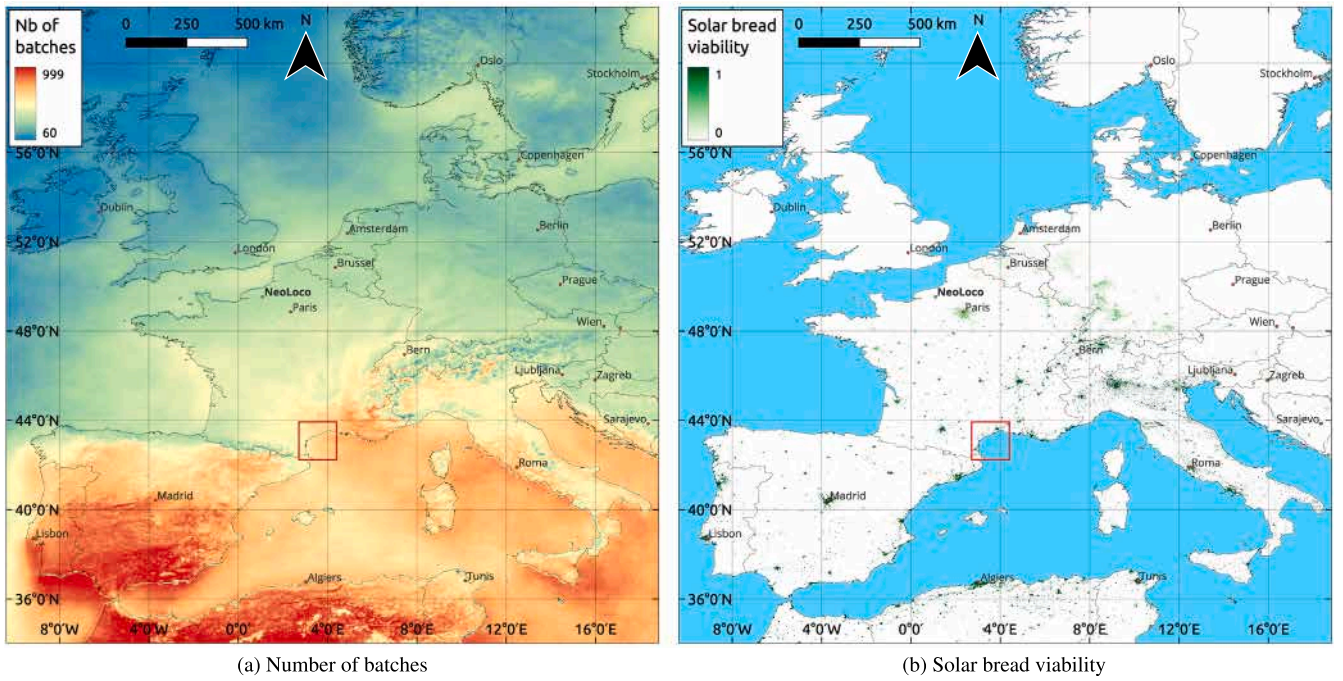 Nb of
batches
999
60
0 250 500 km
N
Oslo
Stockholm
56°0'N
Copenhagen
Dublin
Amsterdam
Berlin
52°0'N
London
Brussel
Prague
NeoLoco
Paris
48°0'N
Wien
Bern
Ljubljana
Zagreb
44°0'N
Sarajevo
Roma
Madrid
40°0'N
Lisbon
Algiers
Tunis
36°0'N
8°0'W 4°0'W 0°0' 4°0'E 8°0'E 12°0'E 16°0'E
(a) Number of batches
Solar bread
viability
1
0
0 250 500 km
N
Oslo
Stockholm
56°0'N
Copenhagen
Dublin
Amsterdam
Berlin
52°0'N
London
Brussel
Prague
NeoLoco
Paris
48°0'N
Wien
Bern
Ljubljana
Zagreb
44°0'N
Sarajevo
Roma
Madrid
40°0'N
Lisbon
Algiers
Tunis
36°0'N
8°0'W 4°0'W 0°0' 4°0'E 8°0'E 12°0'E 16°0'E
(b) Solar bread viability